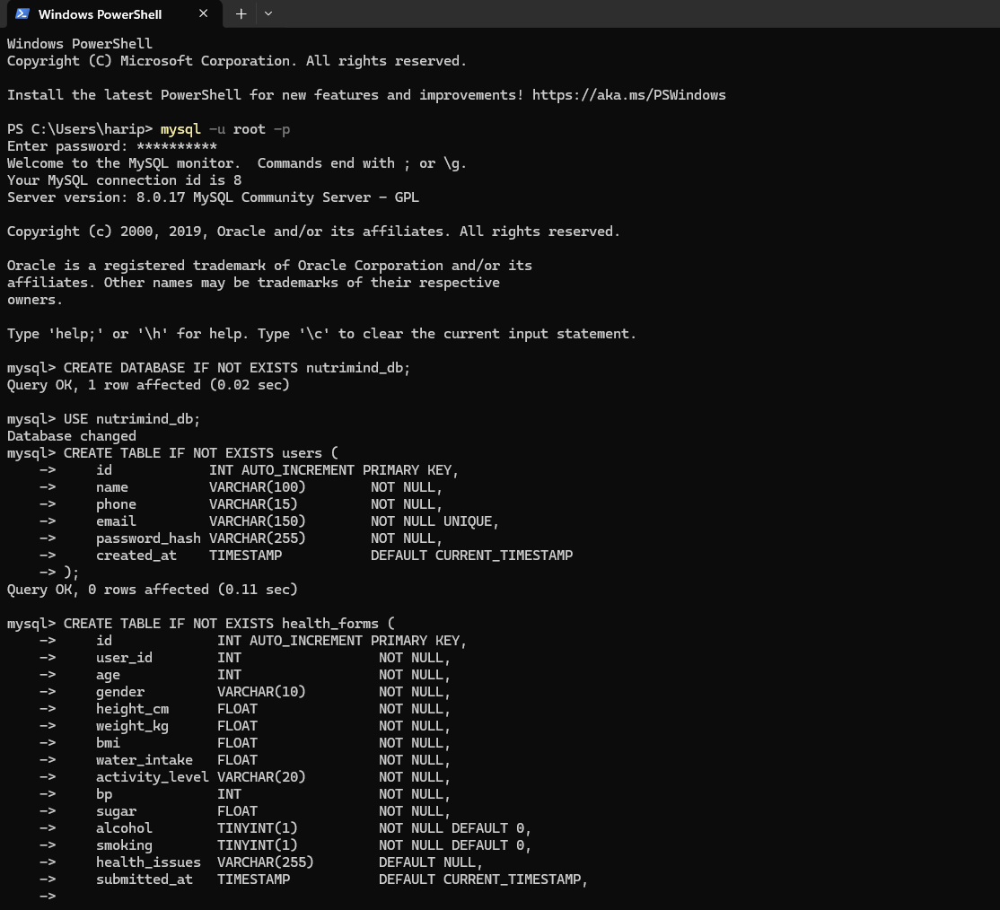 Windows PowerShell
Windows PowerShell
Copyright (C) Microsoft Corporation. All rights reserved.
Install the latest PowerShell for new features and improvements! https://aka.ms/PSWindows
PS C:\Users\harip> mysql -u root -p
Enter password: **********
Welcome to the MySQL monitor.  Commands end with ; or \g.
Your MySQL connection id is 8
Server version: 8.0.17 MySQL Community Server - GPL
Copyright (c) 2000, 2019, Oracle and/or its affiliates. All rights reserved.
Oracle is a registered trademark of Oracle Corporation and/or its
affiliates. Other names may be trademarks of their respective
owners.
Type 'help;' or '\h' for help. Type '\c' to clear the current input statement.
mysql> CREATE DATABASE IF NOT EXISTS nutrimind_db;
Query OK, 1 row affected (0.02 sec)
mysql> USE nutrimind_db;
Database changed
mysql> CREATE TABLE IF NOT EXISTS users (
    ->     id            INT AUTO_INCREMENT PRIMARY KEY,
    ->     name          VARCHAR(100)        NOT NULL,
    ->     phone         VARCHAR(15)         NOT NULL,
    ->     email         VARCHAR(150)        NOT NULL UNIQUE,
    ->     password_hash VARCHAR(255)        NOT NULL,
    ->     created_at    TIMESTAMP           DEFAULT CURRENT_TIMESTAMP
    -> );
Query OK, 0 rows affected (0.11 sec)
mysql> CREATE TABLE IF NOT EXISTS health_forms (
    ->     id             INT AUTO_INCREMENT PRIMARY KEY,
    ->     user_id        INT                 NOT NULL,
    ->     age            INT                 NOT NULL,
    ->     gender         VARCHAR(10)         NOT NULL,
    ->     height_cm      FLOAT               NOT NULL,
    ->     weight_kg      FLOAT               NOT NULL,
    ->     bmi            FLOAT               NOT NULL,
    ->     water_intake   FLOAT               NOT NULL,
    ->     activity_level VARCHAR(20)         NOT NULL,
    ->     bp             INT                 NOT NULL,
    ->     sugar          FLOAT               NOT NULL,
    ->     alcohol        TINYINT(1)          NOT NULL DEFAULT 0,
    ->     smoking        TINYINT(1)          NOT NULL DEFAULT 0,
    ->     health_issues  VARCHAR(255)        DEFAULT NULL,
    ->     submitted_at   TIMESTAMP           DEFAULT CURRENT_TIMESTAMP,
    ->